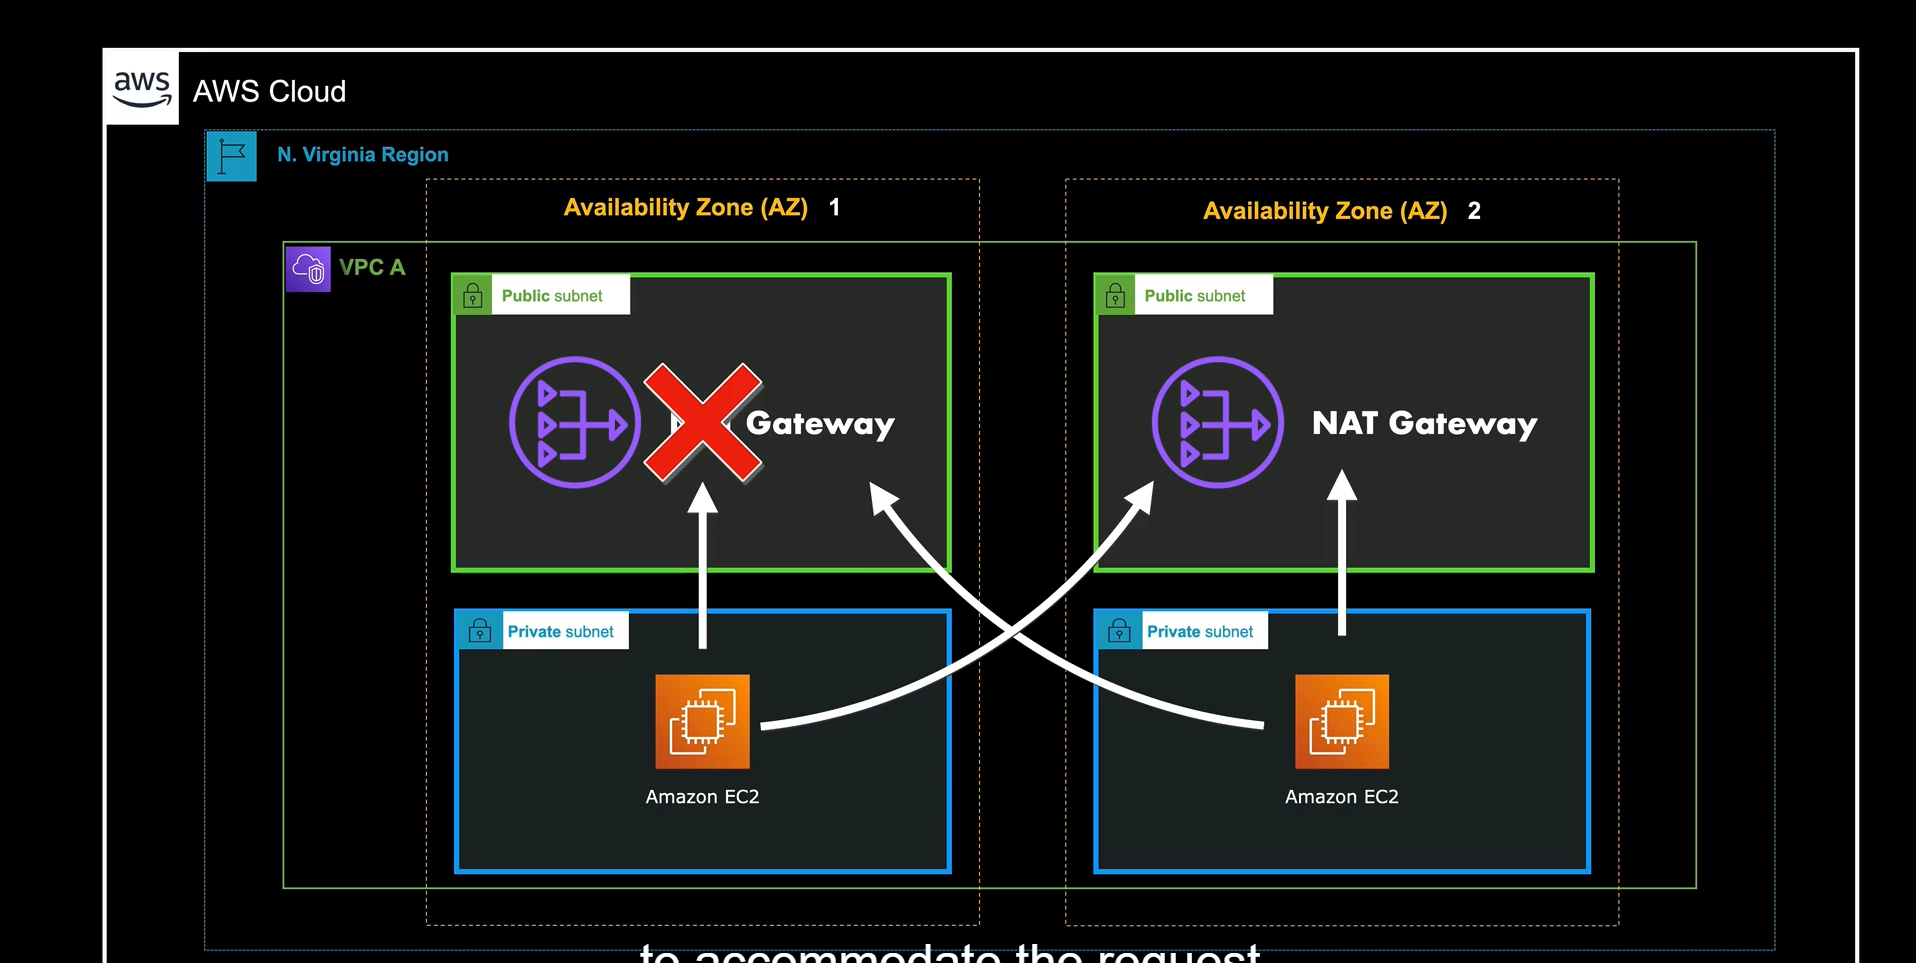 aws
AWS Cloud
N. Virginia Region
Availability Zone (AZ) 1
Availability Zone (AZ) 2
VPC A
Public subnet
Public subnet
Gateway
NAT Gateway
Private subnet
Private subnet
Amazon EC2
Amazon EC2
to accommodate the request